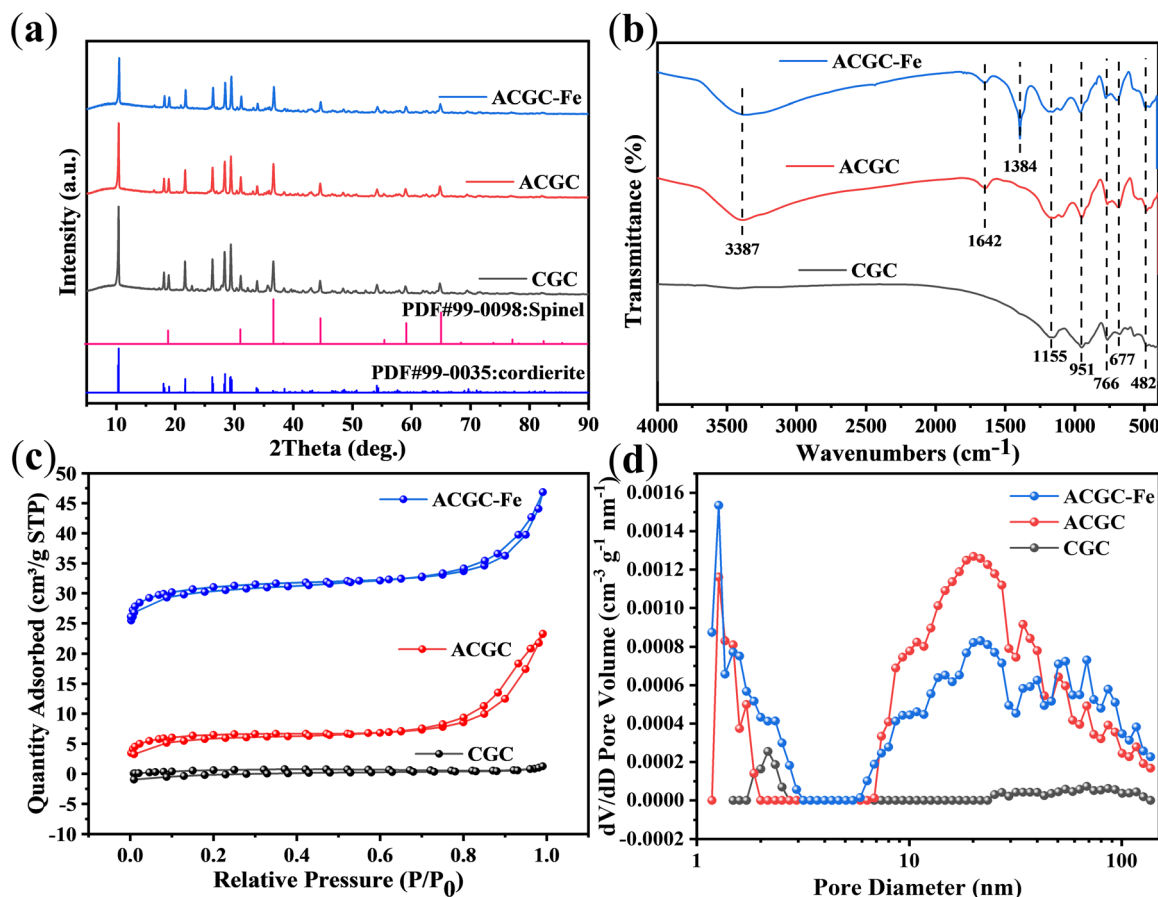 (a)
ACGC-Fe
ACGC
CGC
PDF#99-0098:Spinel
PDF#99-0035:cordierite
Intensity (a.u.)
10 20 30 40 50 60 70 80 90
2Theta (deg.)
(b)
ACGC-Fe
1384
ACGC
3387
1642
CGC
1155
951
766
677
482
Transmittance (%)
4000 3500 3000 2500 2000 1500 1000 500
Wavenumbers (cm⁻¹)
(c)
50
45
40
35
30
25
20
15
10
5
0
-5
-10
ACGC-Fe
ACGC
CGC
Quantity Adsorbed (cm³/g STP)
0.0 0.2 0.4 0.6 0.8 1.0
Relative Pressure (P/P₀)
(d)
0.0016
0.0014
0.0012
0.0010
0.0008
0.0006
0.0004
0.0002
0.0000
-0.0002
ACGC-Fe
ACGC
CGC
dV/dD Pore Volume (cm⁻³ g⁻¹ nm⁻¹)
1 10 100
Pore Diameter (nm)